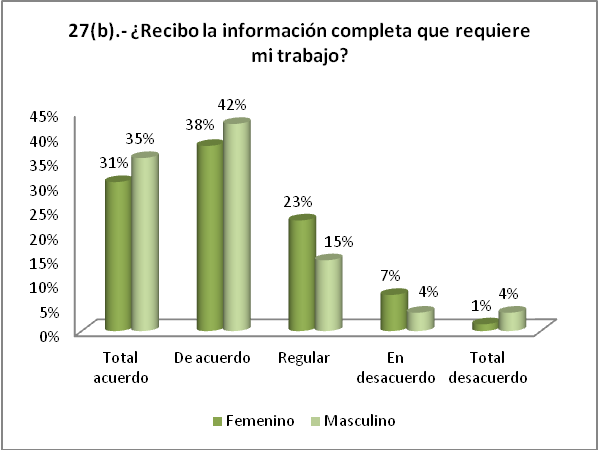 27(b).- ¿Recibo la información completa que requiere
mi trabajo?
45%
40%
35%
30%
25%
20%
15%
10%
5%
0%
31%
35%
38%
42%
23%
15%
7%
4%
1%
4%
Total
acuerdo
De acuerdo
Regular
En
desacuerdo
Total
desacuerdo
Femenino
Masculino